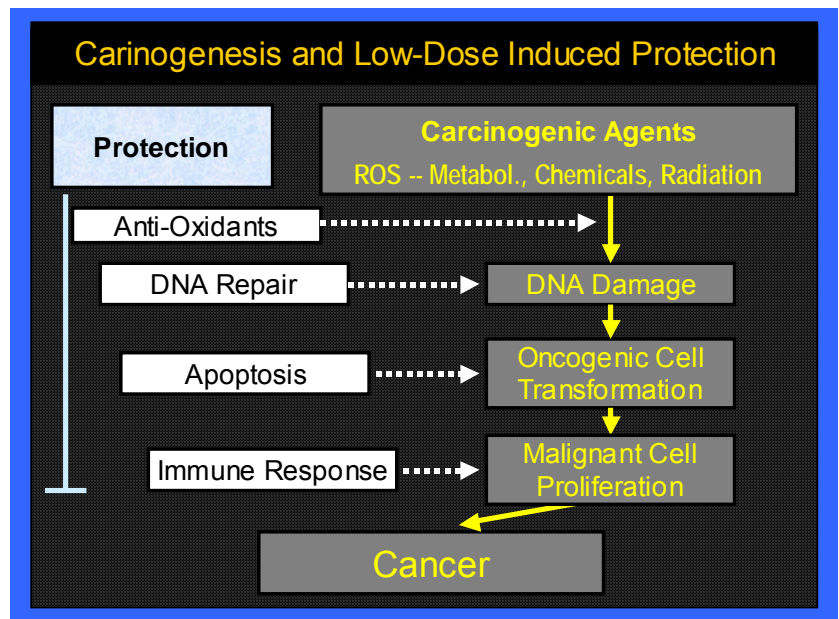 Carinogenesis and Low-Dose Induced Protection
Protection
Carcinogenic Agents
ROS -- Metabol., Chemicals, Radiation
Anti-Oxidants
DNA Repair
DNA Damage
Apoptosis
Oncogenic Cell
Transformation
Immune Response
Malignant Cell
Proliferation
Cancer